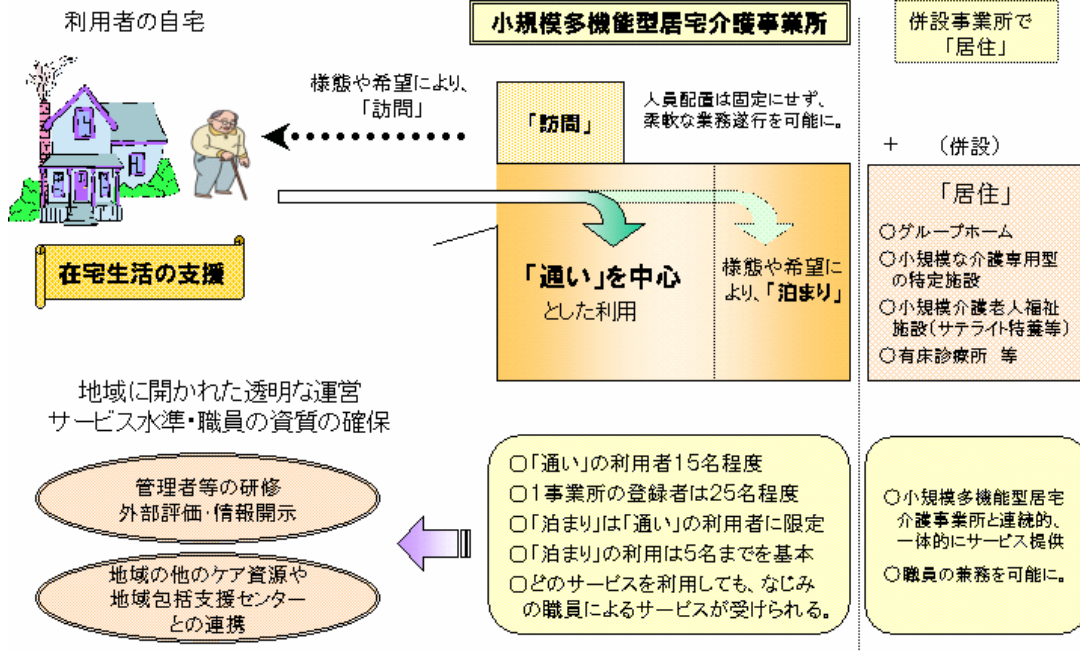 利用者の自宅
小規模多機能型居宅介護事業所
併設事業所で
「居住」
様態や希望により、
「訪問」
「訪問」
人員配置は固定にせず、
柔軟な業務遂行を可能に。
+ (併設)
在宅生活の支援
「通い」を中心
とした利用
様態や希望に
より、「泊まり」
「居住」
○グループホーム
○小規模な介護専用型
の特定施設
○小規模介護老人福祉
施設(サテライト特養等)
○有床診療所 等
地域に開かれた透明な運営
サービス水準・職員の資質の確保
管理者等の研修
外部評価・情報開示
地域の他のケア資源や
地域包括支援センター
との連携
○「通い」の利用者15名程度
○1事業所の登録者は25名程度
○「泊まり」は「通い」の利用者に限定
○「泊まり」の利用は5名までを基本
○どのサービスを利用しても、なじみ
の職員によるサービスが受けられる。
○小規模多機能型居宅
介護事業所と連続的、
一体的にサービス提供
○職員の兼務を可能に。